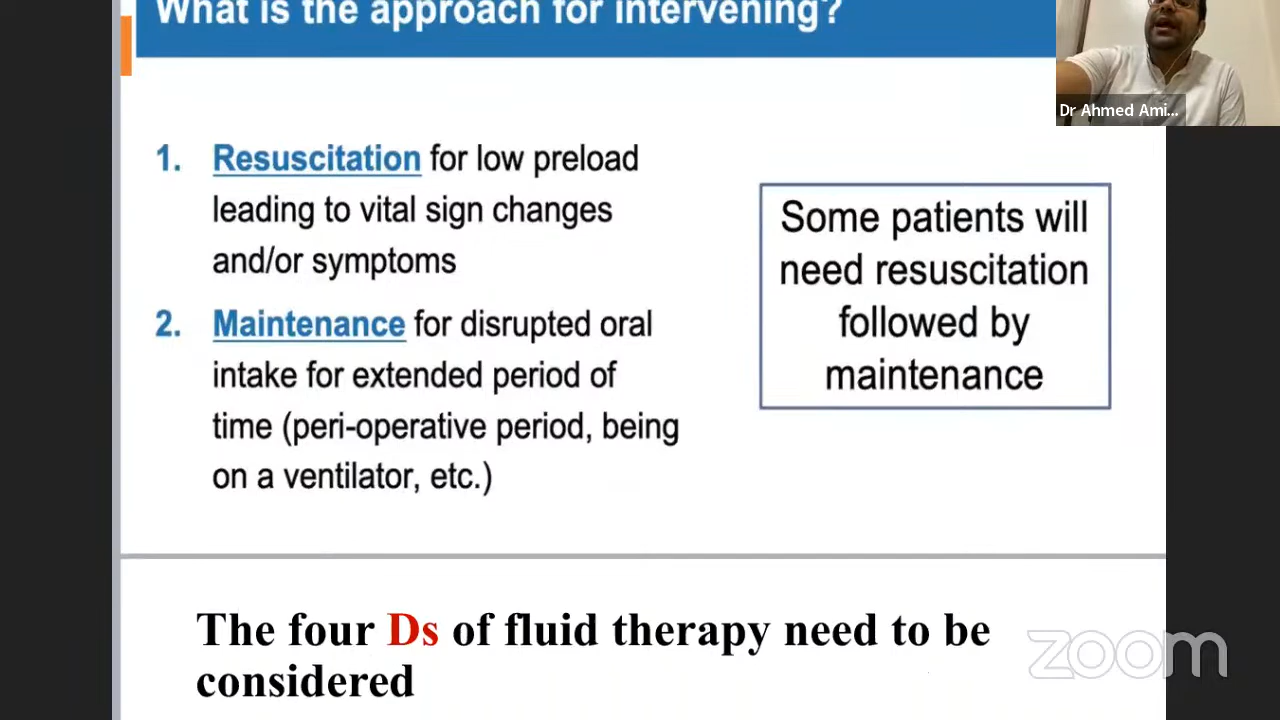 What is the approach for intervening?
Dr Ahmed Ami...
1. Resuscitation for low preload
leading to vital sign changes
and/or symptoms
2. Maintenance for disrupted oral
intake for extended period of
time (peri-operative period, being
on a ventilator, etc.)
Some patients will
need resuscitation
followed by
maintenance
The four Ds of fluid therapy need to be
considered
zoom